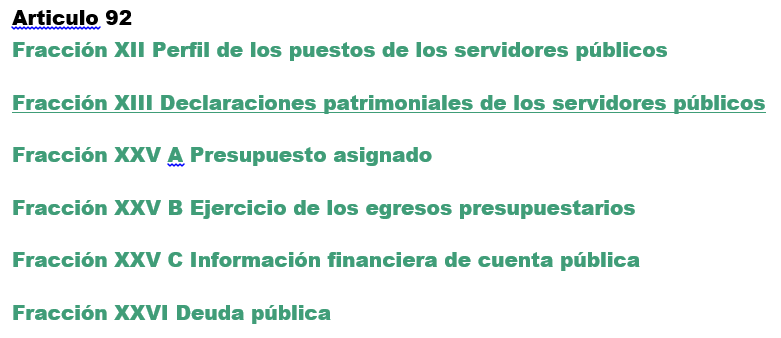 Articulo 92
Fracción XII Perfil de los puestos de los servidores públicos
Fracción XIII Declaraciones patrimoniales de los servidores públicos
Fracción XXV A Presupuesto asignado
Fracción XXV B Ejercicio de los egresos presupuestarios
Fracción XXV C Información financiera de cuenta pública
Fracción XXVI Deuda pública